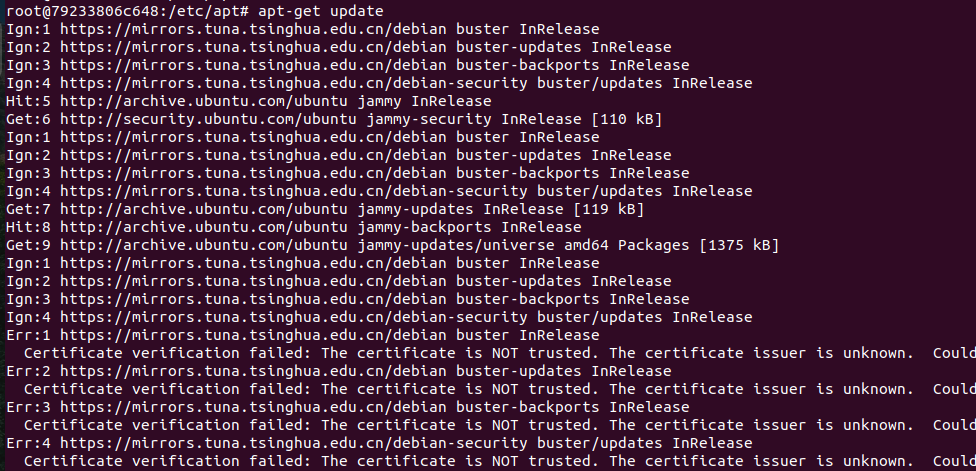 root@79233806c648:/etc/apt# apt-get update
Ign:1 https://mirrors.tuna.tsinghua.edu.cn/debian buster InRelease
Ign:2 https://mirrors.tuna.tsinghua.edu.cn/debian buster-updates InRelease
Ign:3 https://mirrors.tuna.tsinghua.edu.cn/debian buster-backports InRelease
Ign:4 https://mirrors.tuna.tsinghua.edu.cn/debian-security buster/updates InRelease
Hit:5 http://archive.ubuntu.com/ubuntu jammy InRelease
Get:6 http://security.ubuntu.com/ubuntu jammy-security InRelease [110 kB]
Ign:1 https://mirrors.tuna.tsinghua.edu.cn/debian buster InRelease
Ign:2 https://mirrors.tuna.tsinghua.edu.cn/debian buster-updates InRelease
Ign:3 https://mirrors.tuna.tsinghua.edu.cn/debian buster-backports InRelease
Ign:4 https://mirrors.tuna.tsinghua.edu.cn/debian-security buster/updates InRelease
Get:7 http://archive.ubuntu.com/ubuntu jammy-updates InRelease [119 kB]
Hit:8 http://archive.ubuntu.com/ubuntu jammy-backports InRelease
Get:9 http://archive.ubuntu.com/ubuntu jammy-updates/universe amd64 Packages [1375 kB]
Ign:1 https://mirrors.tuna.tsinghua.edu.cn/debian buster InRelease
Ign:2 https://mirrors.tuna.tsinghua.edu.cn/debian buster-updates InRelease
Ign:3 https://mirrors.tuna.tsinghua.edu.cn/debian buster-backports InRelease
Ign:4 https://mirrors.tuna.tsinghua.edu.cn/debian-security buster/updates InRelease
Err:1 https://mirrors.tuna.tsinghua.edu.cn/debian buster InRelease
  Certificate verification failed: The certificate is NOT trusted. The certificate issuer is unknown.  Could
Err:2 https://mirrors.tuna.tsinghua.edu.cn/debian buster-updates InRelease
  Certificate verification failed: The certificate is NOT trusted. The certificate issuer is unknown.  Could
Err:3 https://mirrors.tuna.tsinghua.edu.cn/debian buster-backports InRelease
  Certificate verification failed: The certificate is NOT trusted. The certificate issuer is unknown.  Could
Err:4 https://mirrors.tuna.tsinghua.edu.cn/debian-security buster/updates InRelease
  Certificate verification failed: The certificate is NOT trusted. The certificate issuer is unknown.  Could